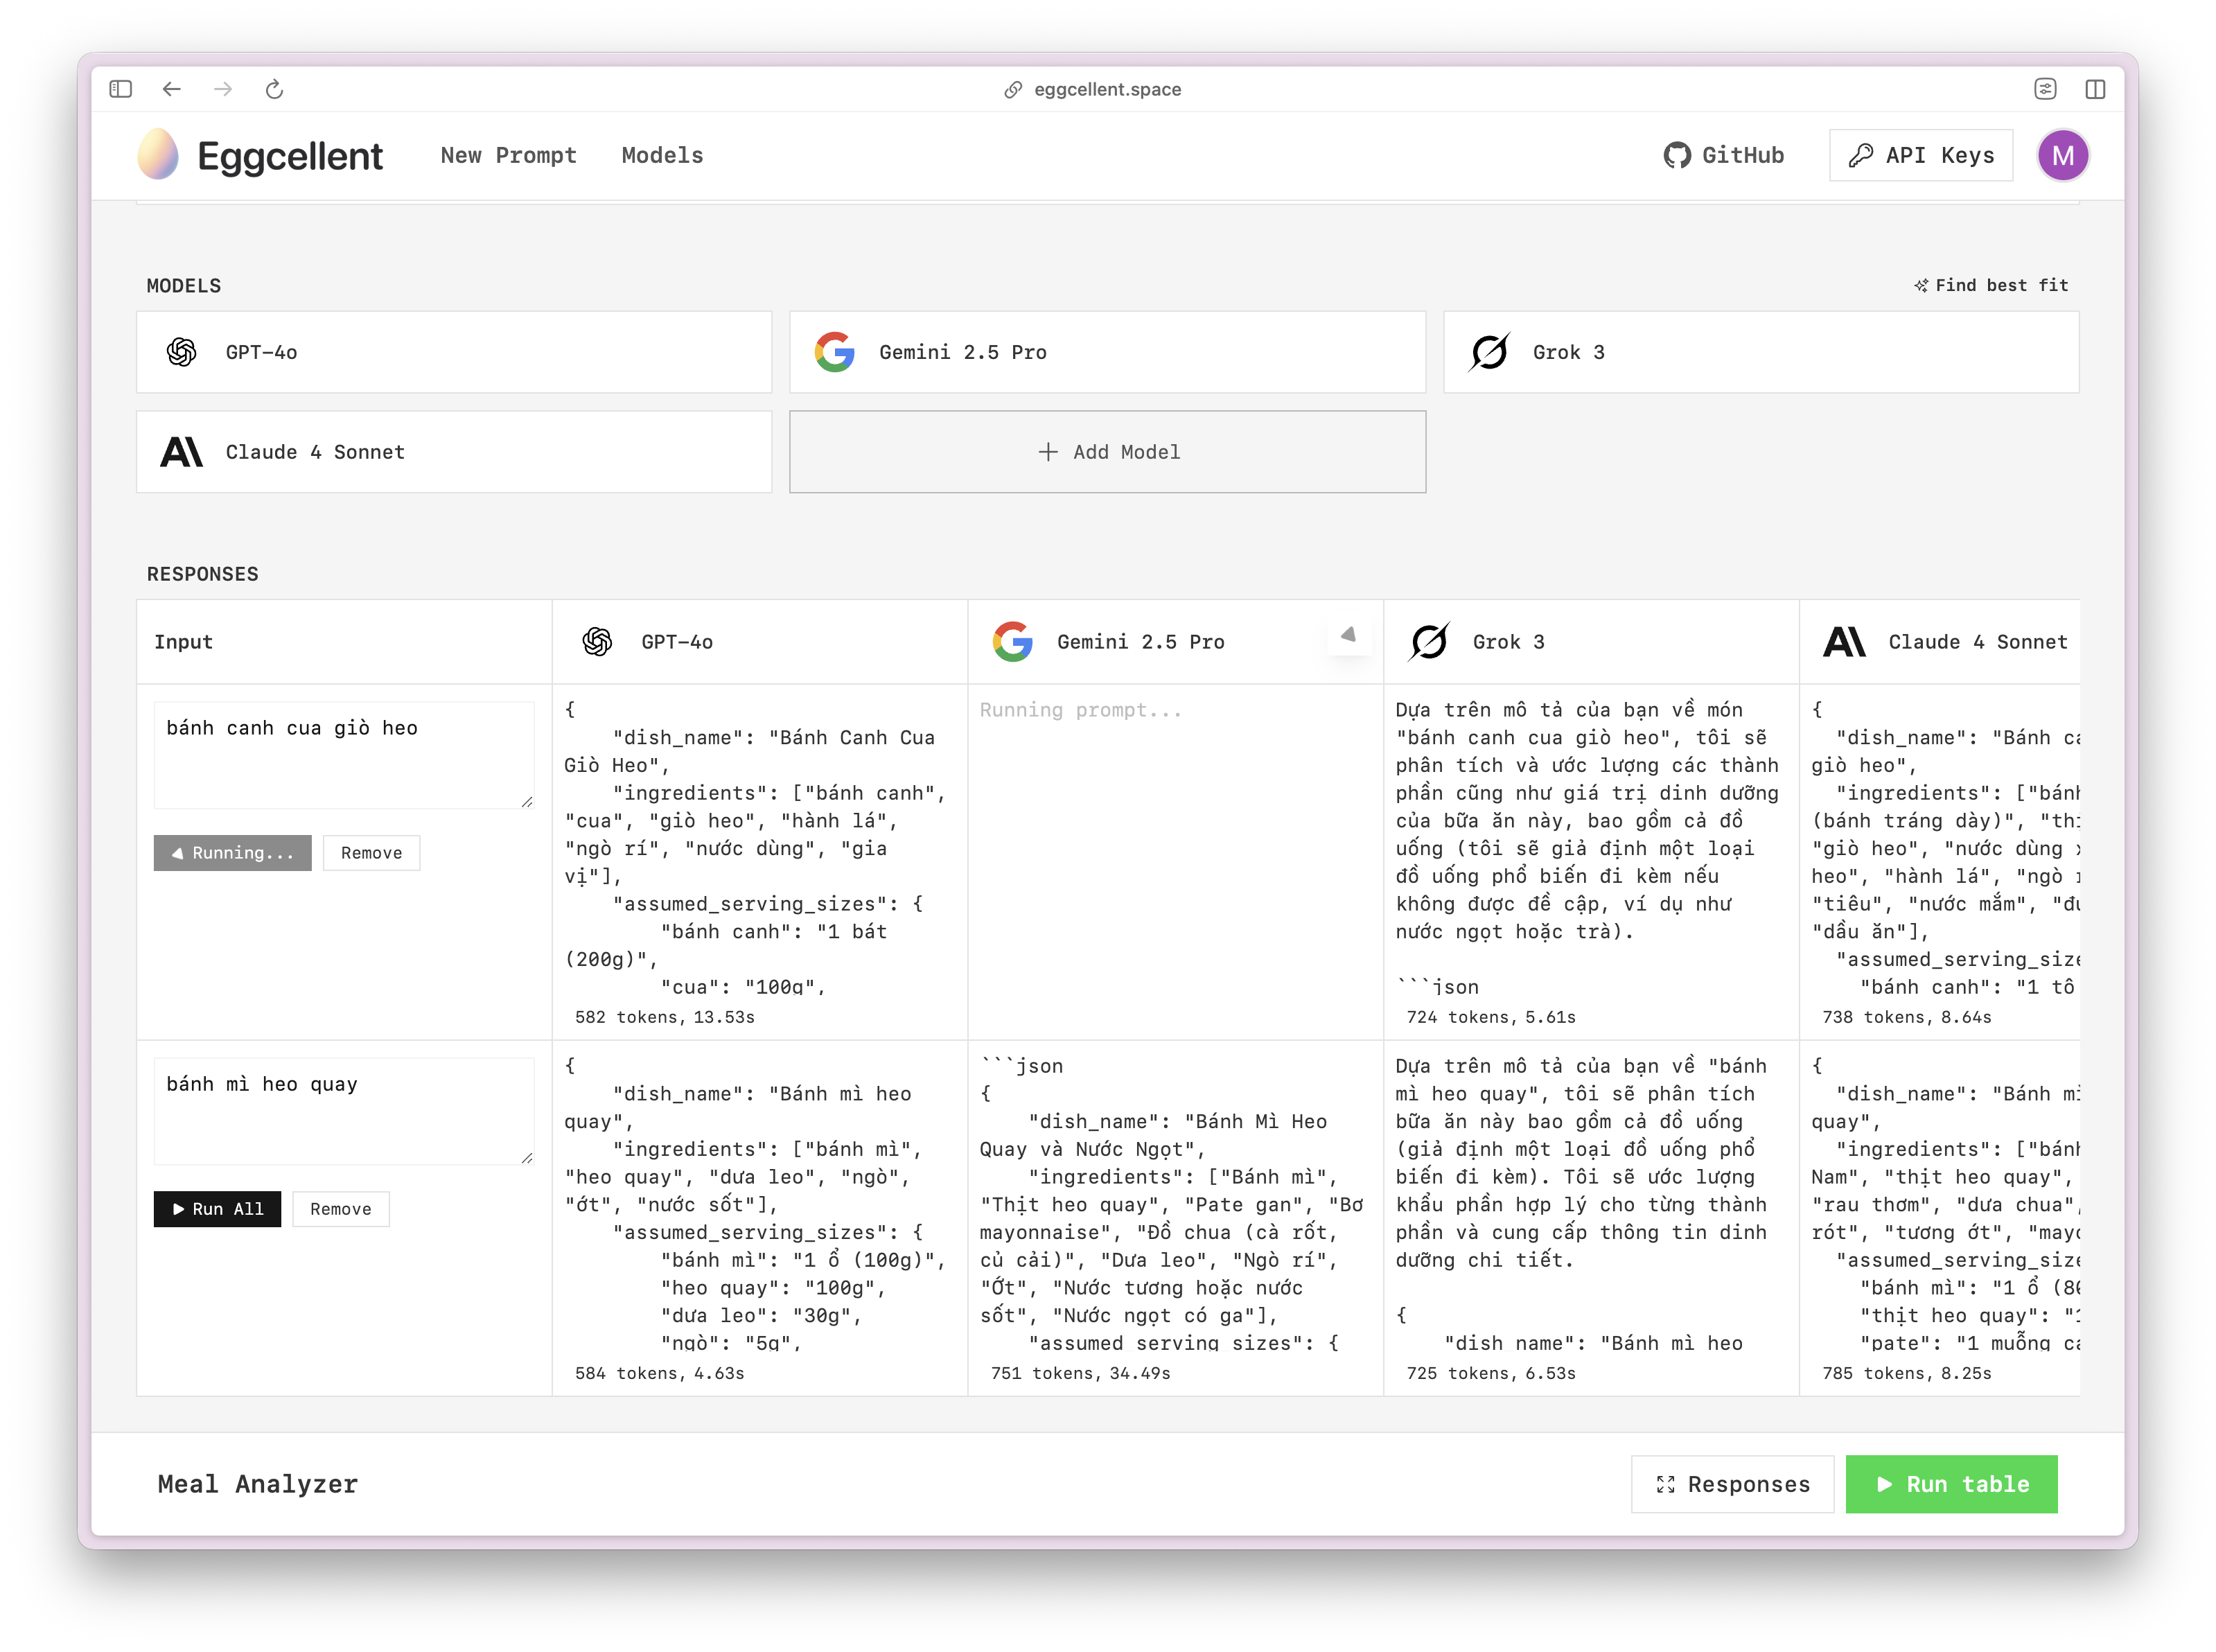 eggcellent.space
Eggcellent
New Prompt
Models
GitHub
API Keys
M
MODELS
Find best fit
GPT-4o
Gemini 2.5 Pro
Grok 3
Claude 4 Sonnet
Add Model
RESPONSES
Input
GPT-4o
Gemini 2.5 Pro
Grok 3
Claude 4 Sonnet
bánh canh cua giò heo
Running...
Remove
{
"dish_name": "Bánh Canh Cua
Giò Heo",
"ingredients": ["bánh canh",
"cua", "giò heo", "hành lá",
"ngò rí", "nước dùng", "gia
vị"],
"assumed_serving_sizes": {
"bánh canh": "1 bát
(200g)",
"cua": "100g",
582 tokens, 13.53s
Running prompt...
Dựa trên mô tả của bạn về món
"bánh canh cua giò heo", tôi sẽ
phân tích và ước lượng các thành
phần cũng như giá trị dinh dưỡng
của bữa ăn này, bao gồm cả đồ
uống (tôi sẽ giả định một loại
đồ uống phổ biến đi kèm nếu
không được đề cập, ví dụ như
nước ngọt hoặc trà).
```json
724 tokens, 5.61s
{
"dish_name": "Bánh
giò heo",
"ingredients": ["bánh
(bánh tráng dày)",
"giò heo", "nước dùng
heo", "hành lá", "ngò
"tiêu", "nước mắm",
"dầu ăn"],
"assumed_serving_size
"bánh canh": "1 tô
738 tokens, 8.64s
bánh mì heo quay
Run All
Remove
{
"dish_name": "Bánh mì heo
quay",
"ingredients": ["bánh mì",
"heo quay", "dưa leo", "ngò",
"ớt", "nước sốt"],
"assumed_serving_sizes": {
"bánh mì": "1 ổ (100g)",
"heo quay": "100g",
"dưa leo": "30g",
"ngò": "5g",
584 tokens, 4.63s
```json
{
"dish_name": "Bánh Mì Heo
Quay và Nước Ngọt",
"ingredients": ["Bánh mì",
"Thịt heo quay", "Pate gan", "Bơ
mayonnaise", "Đồ chua (cà rốt,
củ cải)", "Dưa leo", "Ngò rí",
"Ớt", "Nước tương hoặc nước
sốt", "Nước ngọt có ga"],
"assumed_serving_sizes": {
751 tokens, 34.49s
Dựa trên mô tả của bạn về "bánh
mì heo quay", tôi sẽ phân tích
bữa ăn này bao gồm cả đồ uống
(giả định một loại đồ uống phổ
biến đi kèm). Tôi sẽ ước lượng
khẩu phần hợp lý cho từng thành
phần và cung cấp thông tin dinh
dưỡng chi tiết.
{
"dish_name": "Bánh mì heo
725 tokens, 6.53s
{
"dish_name": "Bánh mì
quay",
"ingredients": ["bánh
Nam", "thịt heo quay",
"rau thơm", "dưa chua"
rót", "tương ớt",
"assumed_serving_size
"bánh mì": "1 ổ
"thịt heo quay":
"pate": "1 muỗng
785 tokens, 8.25s
Meal Analyzer
Responses
Run table